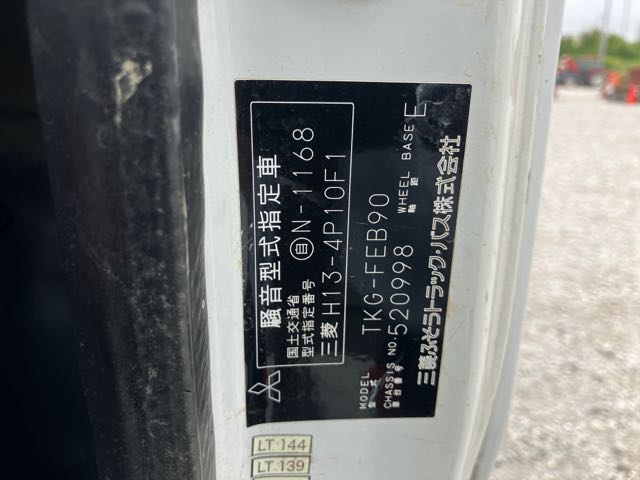 騒音型式指定車
国土交通省
型式指定番号
自N-1168
三菱 H13-4P10F1
MODEL
型式
TKG-FEB90
CHASSIS NO.
車台番号
520998
WHEEL BASE
軸距
E
三菱ふそうトラック・バス株式会社
LT 144
LT 139